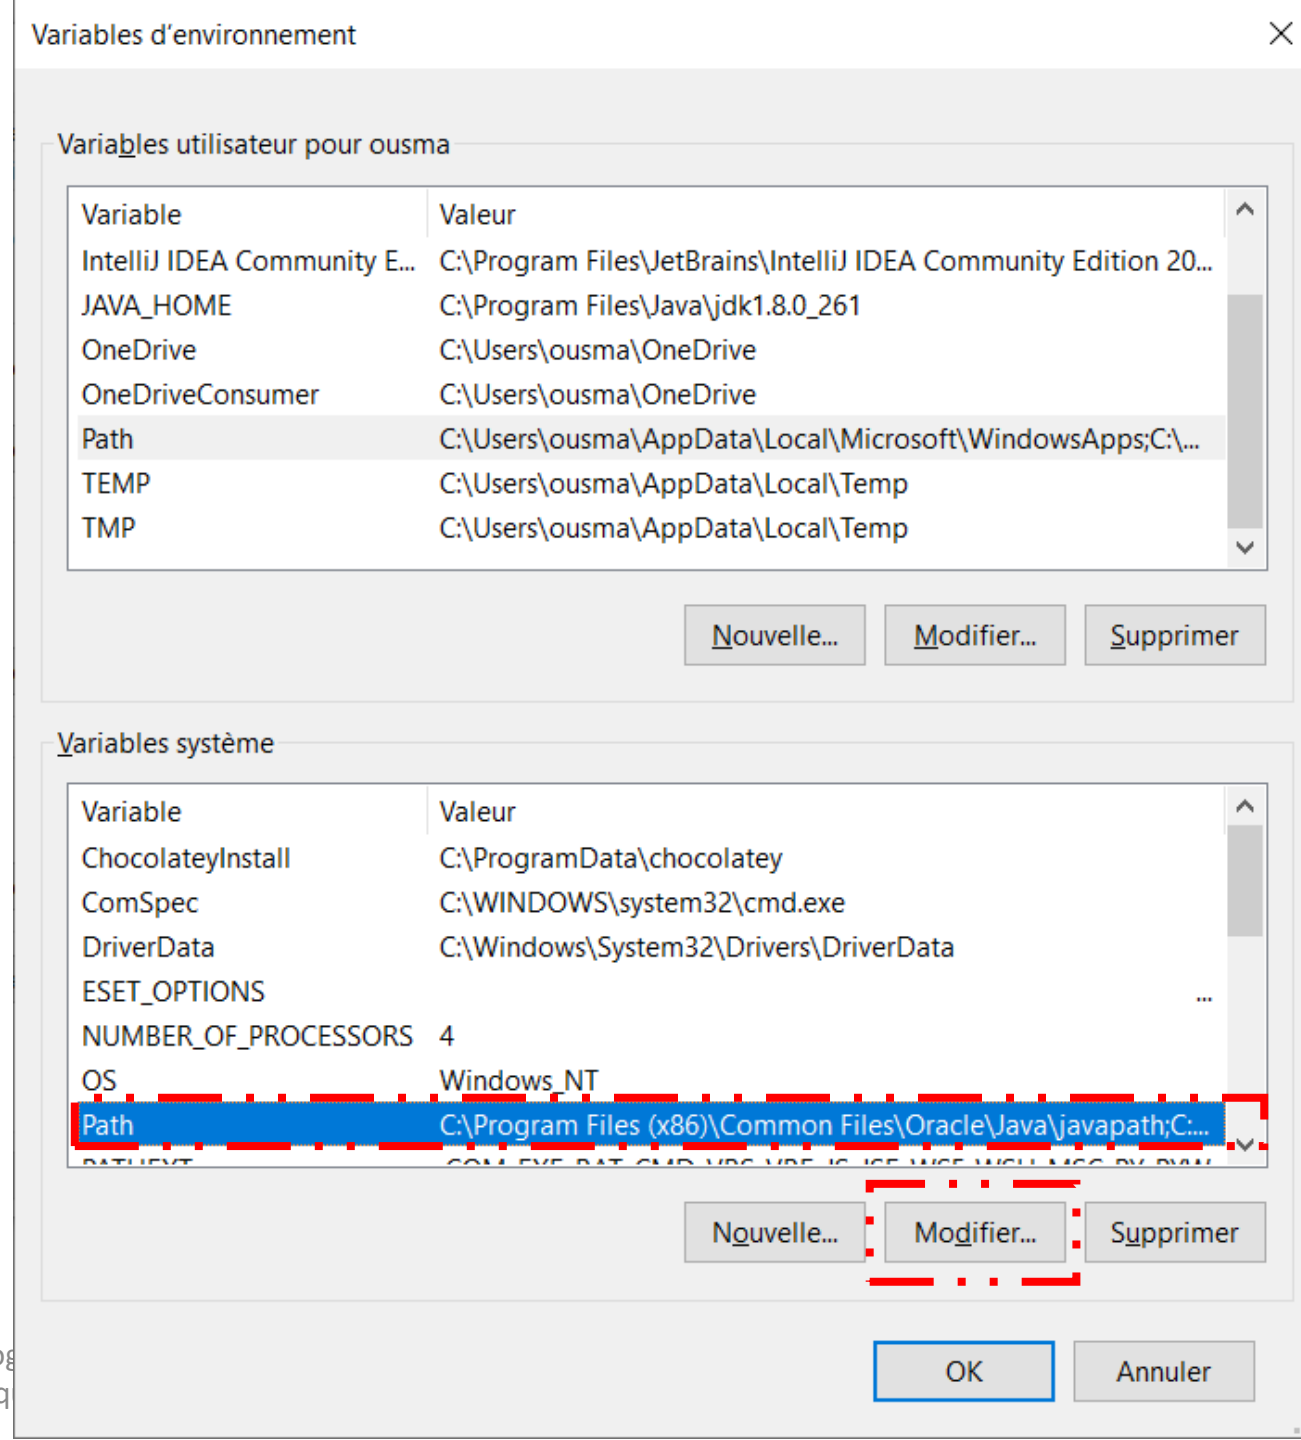 Variables d'environnement
Variables utilisateur pour ousma
Variable Valeur
IntelliJ IDEA Community E... C:\Program Files\JetBrains\IntelliJ IDEA Community Edition 20...
JAVA_HOME C:\Program Files\Java\jdk1.8.0_261
OneDrive C:\Users\ousma\OneDrive
OneDriveConsumer C:\Users\ousma\OneDrive
Path C:\Users\ousma\AppData\Local\Microsoft\WindowsApps;C:\...
TEMP C:\Users\ousma\AppData\Local\Temp
TMP C:\Users\ousma\AppData\Local\Temp
Nouvelle... Modifier... Supprimer
Variables système
Variable Valeur
ChocolateyInstall C:\ProgramData\chocolatey
ComSpec C:\WINDOWS\system32\cmd.exe
DriverData C:\Windows\System32\Drivers\DriverData
ESET_OPTIONS ...
NUMBER_OF_PROCESSORS 4
OS Windows_NT
Path C:\Program Files (x86)\Common Files\Oracle\Java\javapath;C:...
Nouvelle... Modifier... Supprimer
OK Annuler